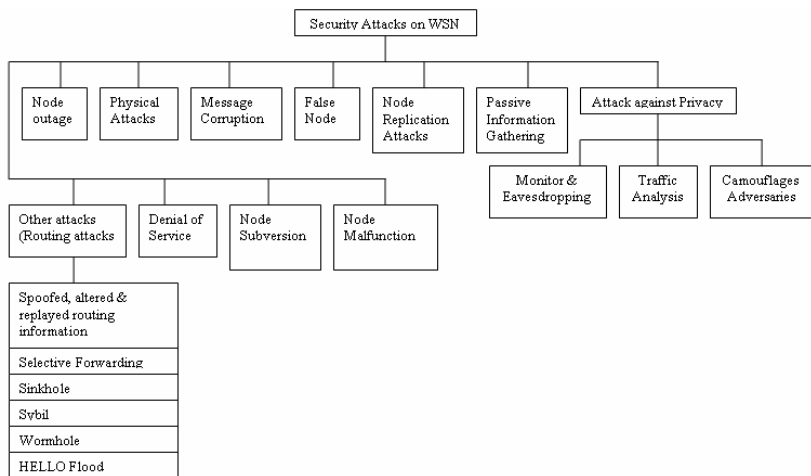 Security Attacks on WSN
Node
outage
Physical
Attacks
Message
Corruption
False
Node
Node
Replication
Attacks
Passive
Information
Gathering
Attack against Privacy
Monitor &
Eavesdropping
Traffic
Analysis
Camouflages
Adversaries
Other attacks
(Routing attacks
Denial of
Service
Node
Subversion
Node
Malfunction
Spoofed, altered &
replayed routing
information
Selective Forwarding
Sinkhole
Sybil
Wormhole
HELLO Flood